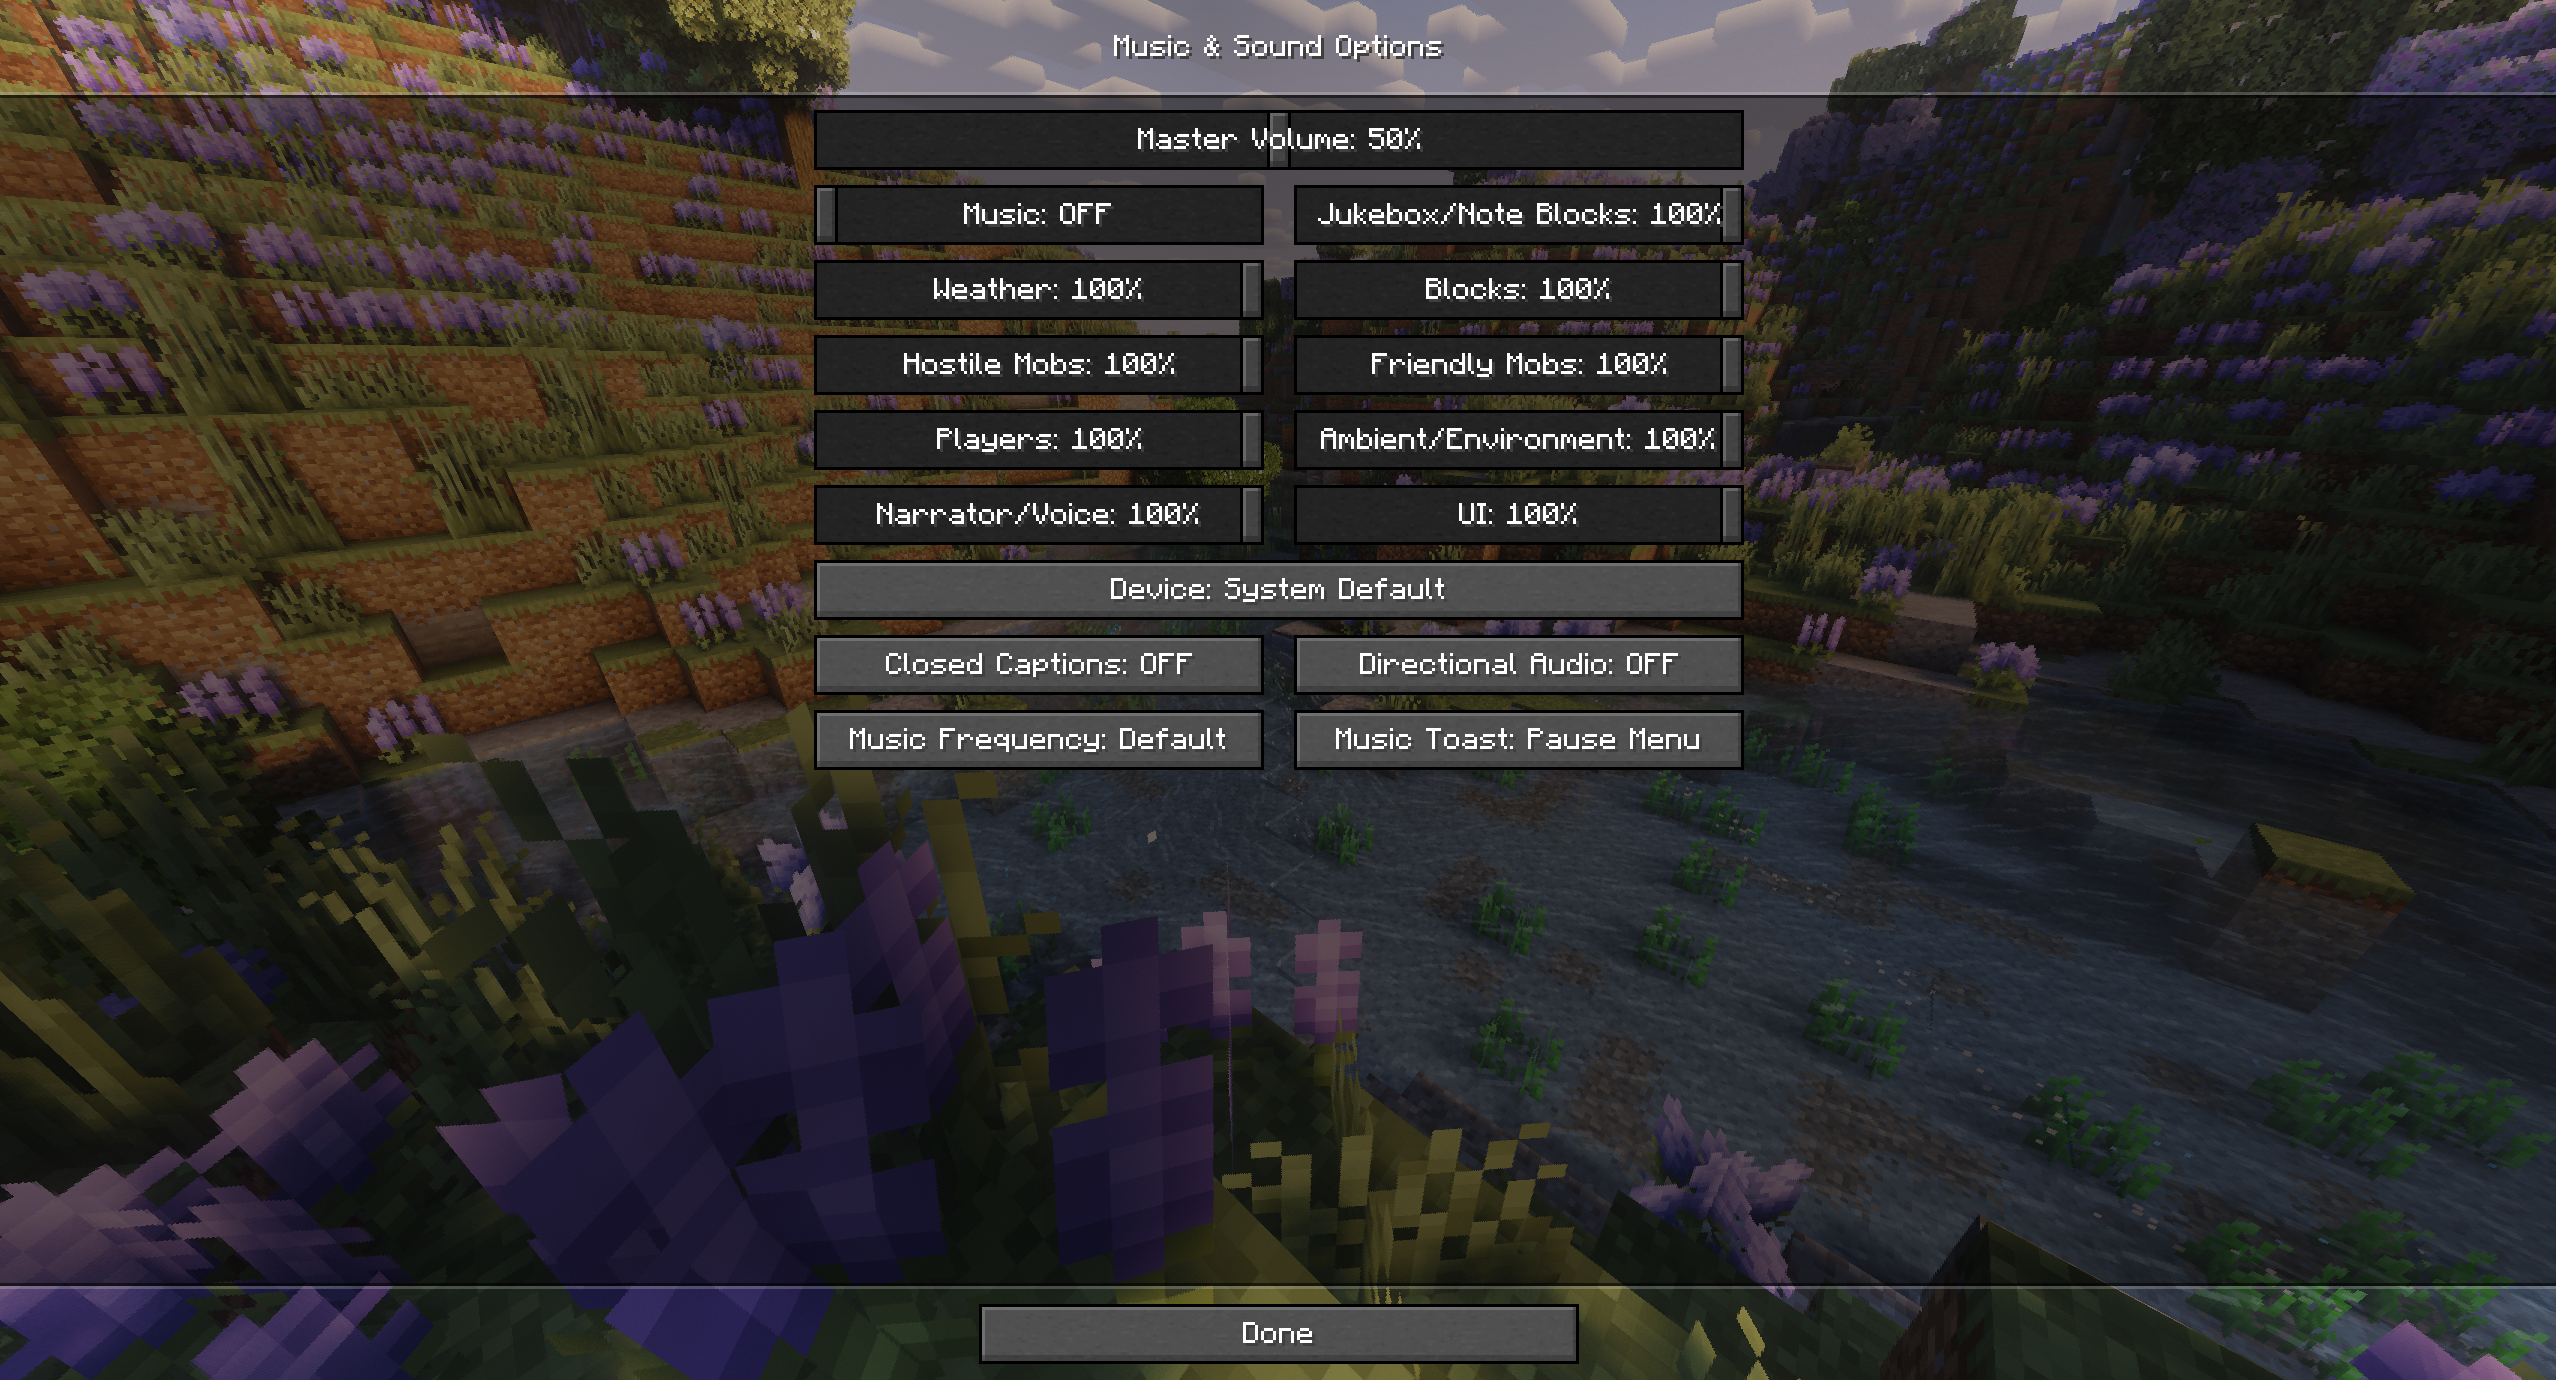 Music & Sound Options
Master Volume: 50%
Music: OFF
Jukebox/Note Blocks: 100%
Weather: 100%
Blocks: 100%
Hostile Mobs: 100%
Friendly Mobs: 100%
Players: 100%
Ambient/Environment: 100%
Narrator/Voice: 100%
UI: 100%
Device: System Default
Closed Captions: OFF
Directional Audio: OFF
Music Frequency: Default
Music Toast: Pause Menu
Done